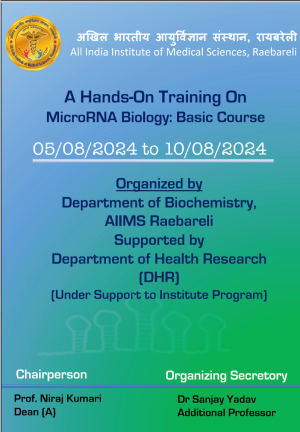 अखिल भारतीय आयुर्विज्ञान संस्थान, रायबरेली
All India Institute of Medical Sciences, Raebareli
A Hands-On Training On
MicroRNA Biology: Basic Course
05/08/2024 to 10/08/2024
Organized by
Department of Biochemistry,
AIIMS Raebareli
Supported by
Department of Health Research
(DHR)
(Under Support to Institute Program)
Chairperson
Organizing Secretary
Prof. Niraj Kumari
Dr Sanjay Yadav
Dean (A)
Additional Professor